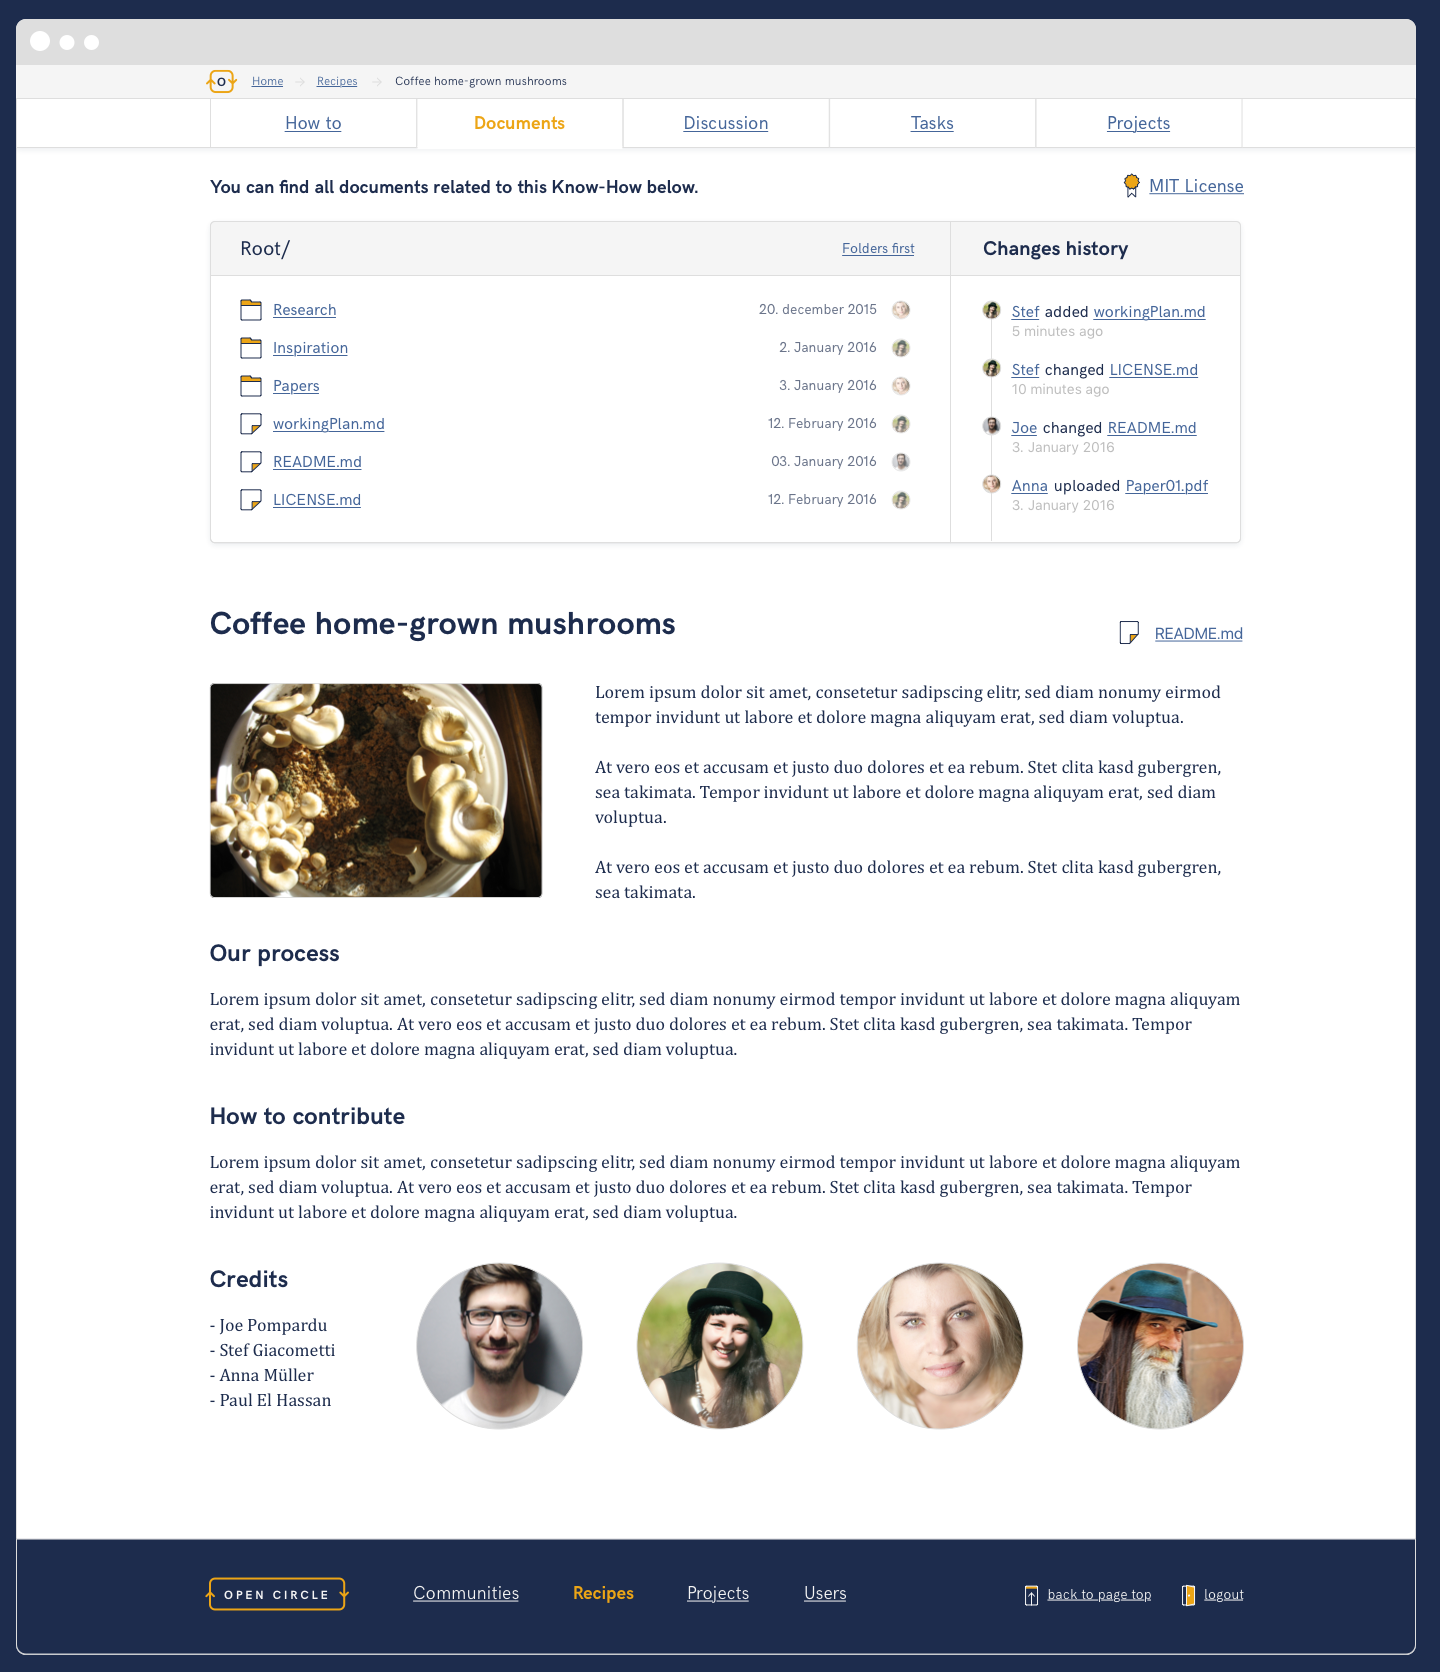 O Home Recipes Coffee home-grown mushrooms
How to Documents Discussion Tasks Projects
You can find all documents related to this Know-How below.
MIT License
Root/ Folders first
Research 20. december 2015
Inspiration 2. January 2016
Papers 3. January 2016
workingPlan.md 12. February 2016
README.md 03. January 2016
LICENSE.md 12. February 2016
Changes history
Stef added workingPlan.md
5 minutes ago
Stef changed LICENSE.md
10 minutes ago
Joe changed README.md
3. January 2016
Anna uploaded Paper01.pdf
3. January 2016
Coffee home-grown mushrooms
README.md
Lorem ipsum dolor sit amet, consetetur sadipscing elitr, sed diam nonumy eirmod
tempor invidunt ut labore et dolore magna aliquyam erat, sed diam voluptua.
At vero eos et accusam et justo duo dolores et ea rebum. Stet clita kasd gubergren,
sea takimata. Tempor invidunt ut labore et dolore magna aliquyam erat, sed diam
voluptua.
At vero eos et accusam et justo duo dolores et ea rebum. Stet clita kasd gubergren,
sea takimata.
Our process
Lorem ipsum dolor sit amet, consetetur sadipscing elitr, sed diam nonumy eirmod tempor invidunt ut labore et dolore magna aliquyam
erat, sed diam voluptua. At vero eos et accusam et justo duo dolores et ea rebum. Stet clita kasd gubergren, sea takimata. Tempor
invidunt ut labore et dolore magna aliquyam erat, sed diam voluptua.
How to contribute
Lorem ipsum dolor sit amet, consetetur sadipscing elitr, sed diam nonumy eirmod tempor invidunt ut labore et dolore magna aliquyam
erat, sed diam voluptua. At vero eos et accusam et justo duo dolores et ea rebum. Stet clita kasd gubergren, sea takimata. Tempor
invidunt ut labore et dolore magna aliquyam erat, sed diam voluptua.
Credits
- Joe Pompardu
- Stef Giacometti
- Anna Müller
- Paul El Hassan
OPEN CIRCLE Communities Recipes Projects Users back to page top logout